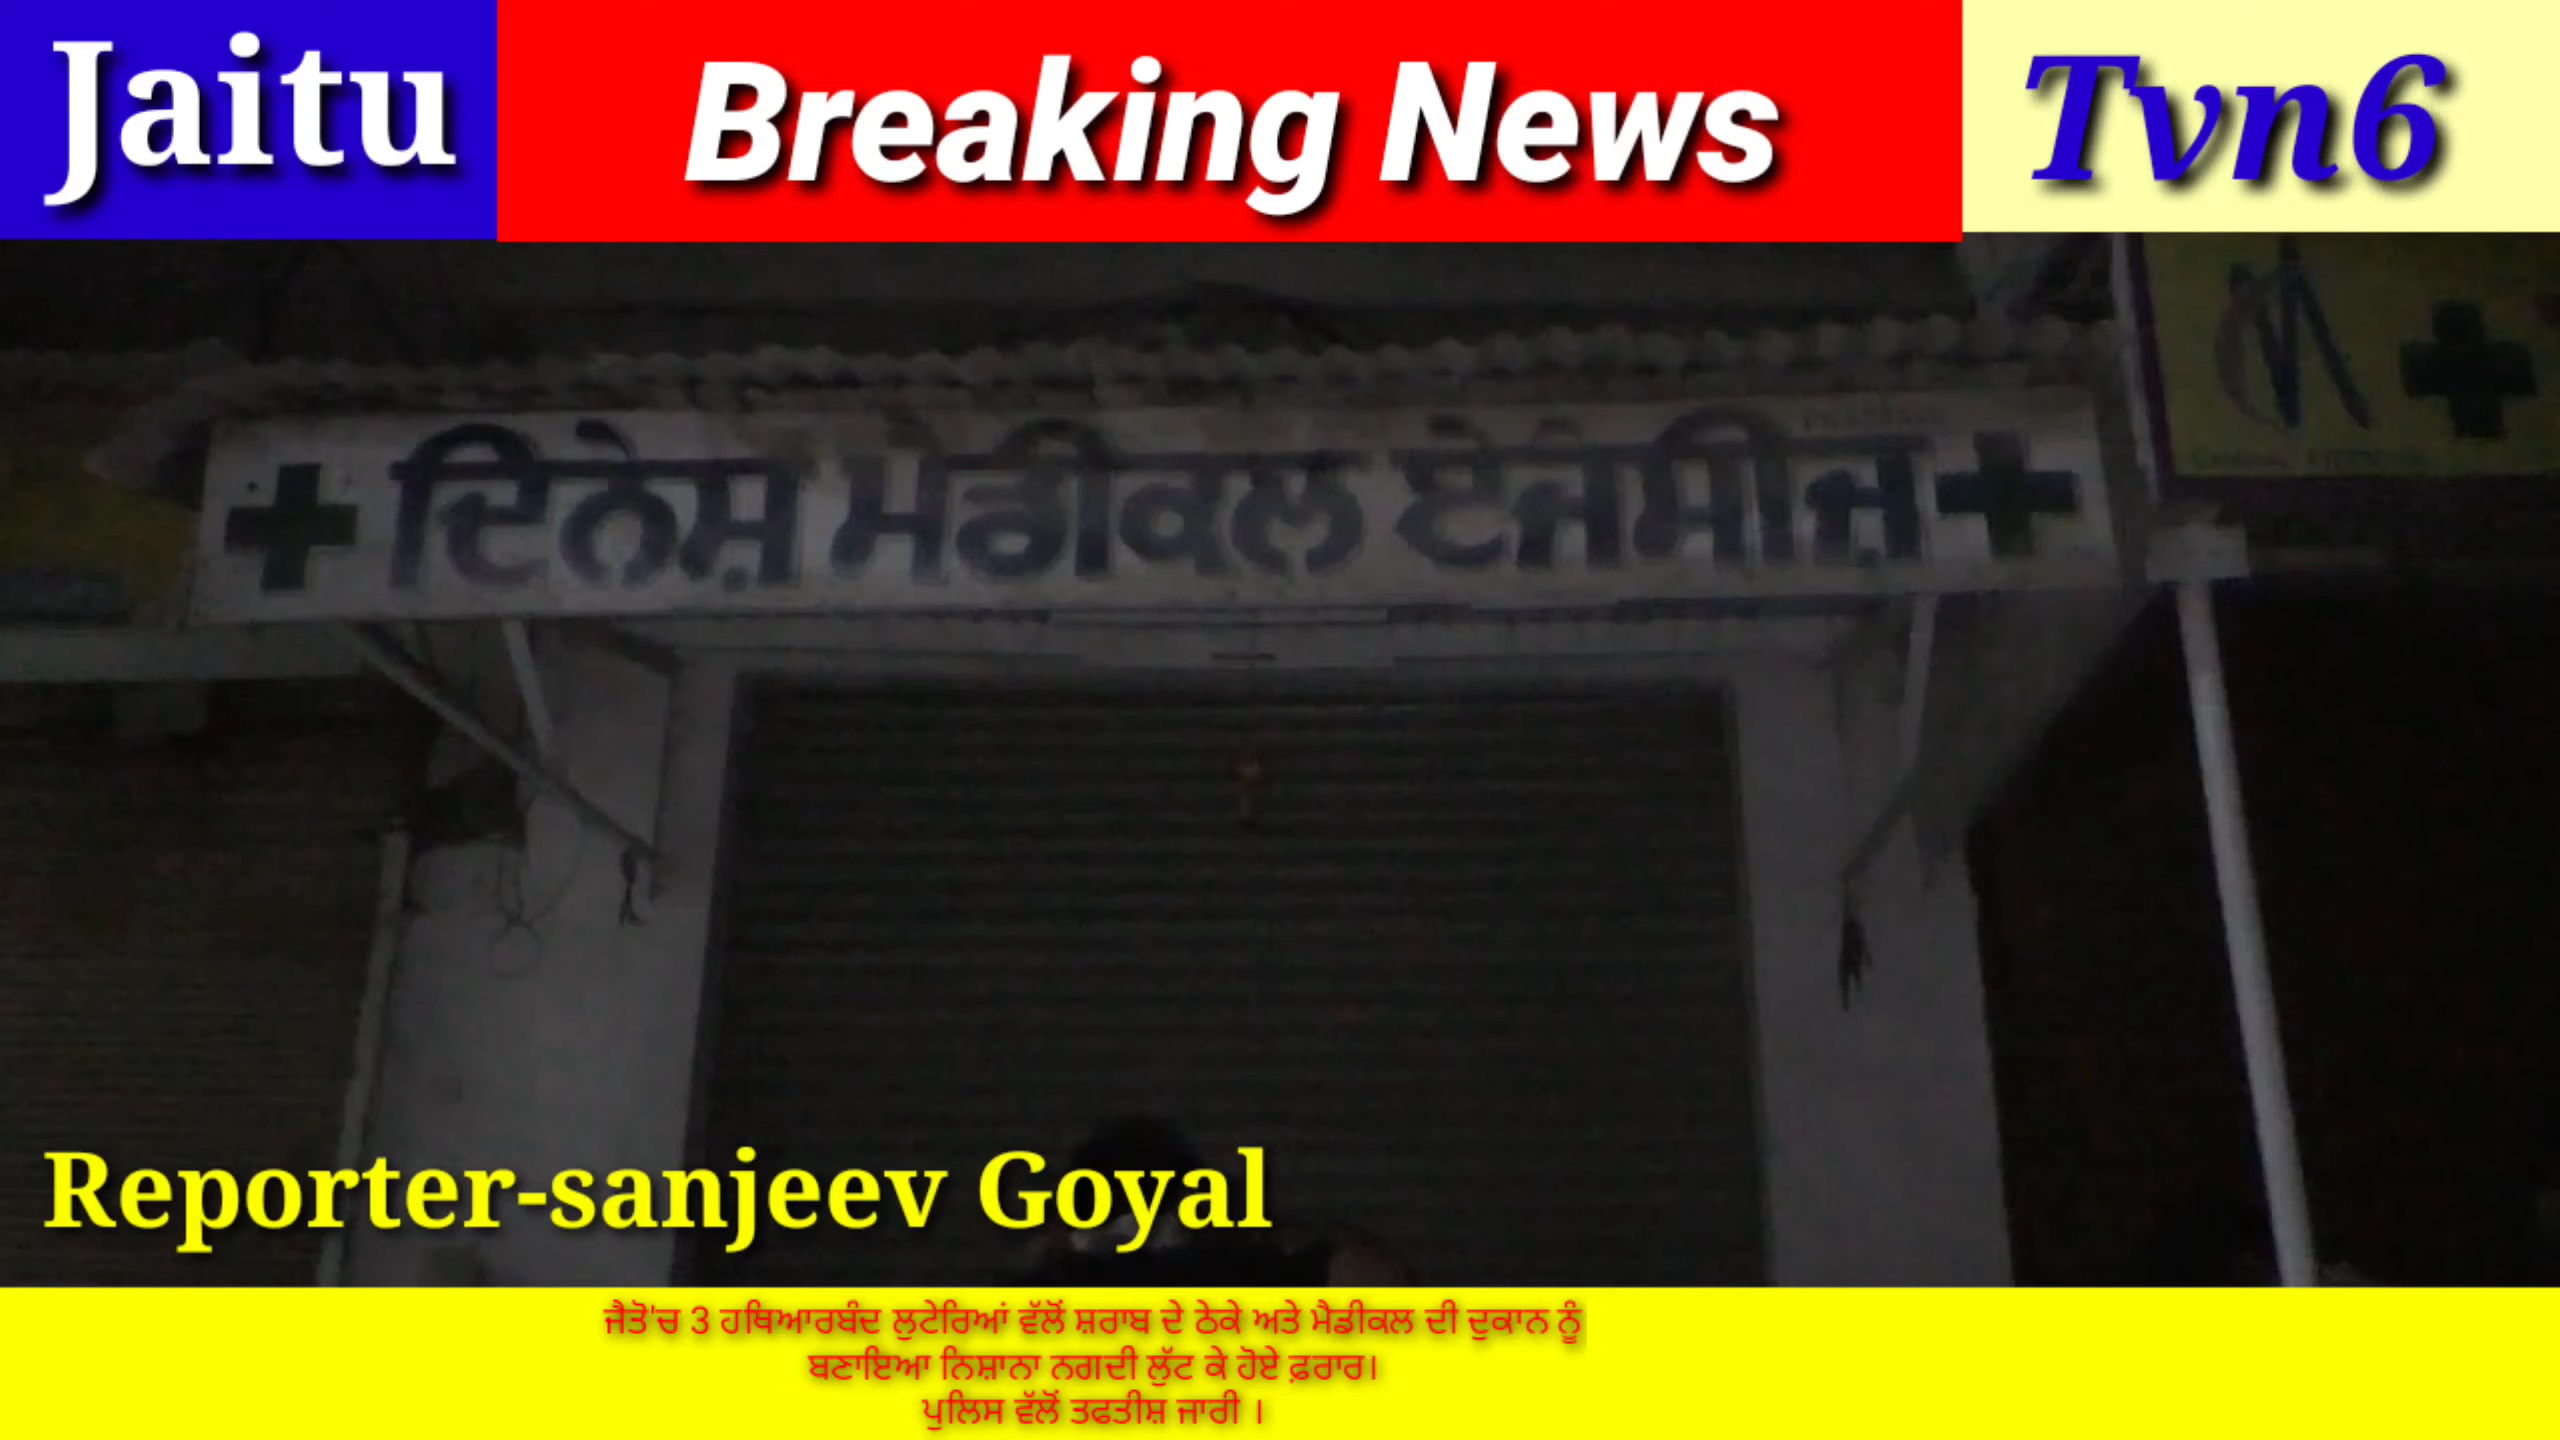 Jaitu
Breaking News
Tvn6
ਦਿਨੇਸ਼ ਮੈਡੀਕਲ ਏਜੰਸੀਜ਼
Reporter-sanjeev Goyal
ਜੈਤੋ'ਚ 3 ਹਥਿਆਰਬੰਦ ਲੁਟੇਰਿਆਂ ਵੱਲੋਂ ਸ਼ਰਾਬ ਦੇ ਠੇਕੇ ਅਤੇ ਮੈਡੀਕਲ ਦੀ ਦੁਕਾਨ ਨੂੰ
ਬਣਾਇਆ ਨਿਸ਼ਾਨਾ ਨਗਦੀ ਲੁੱਟ ਕੇ ਹੋਏ ਫ਼ਰਾਰ।
ਪੁਲਿਸ ਵੱਲੋਂ ਤਫਤੀਸ਼ ਜਾਰੀ ।